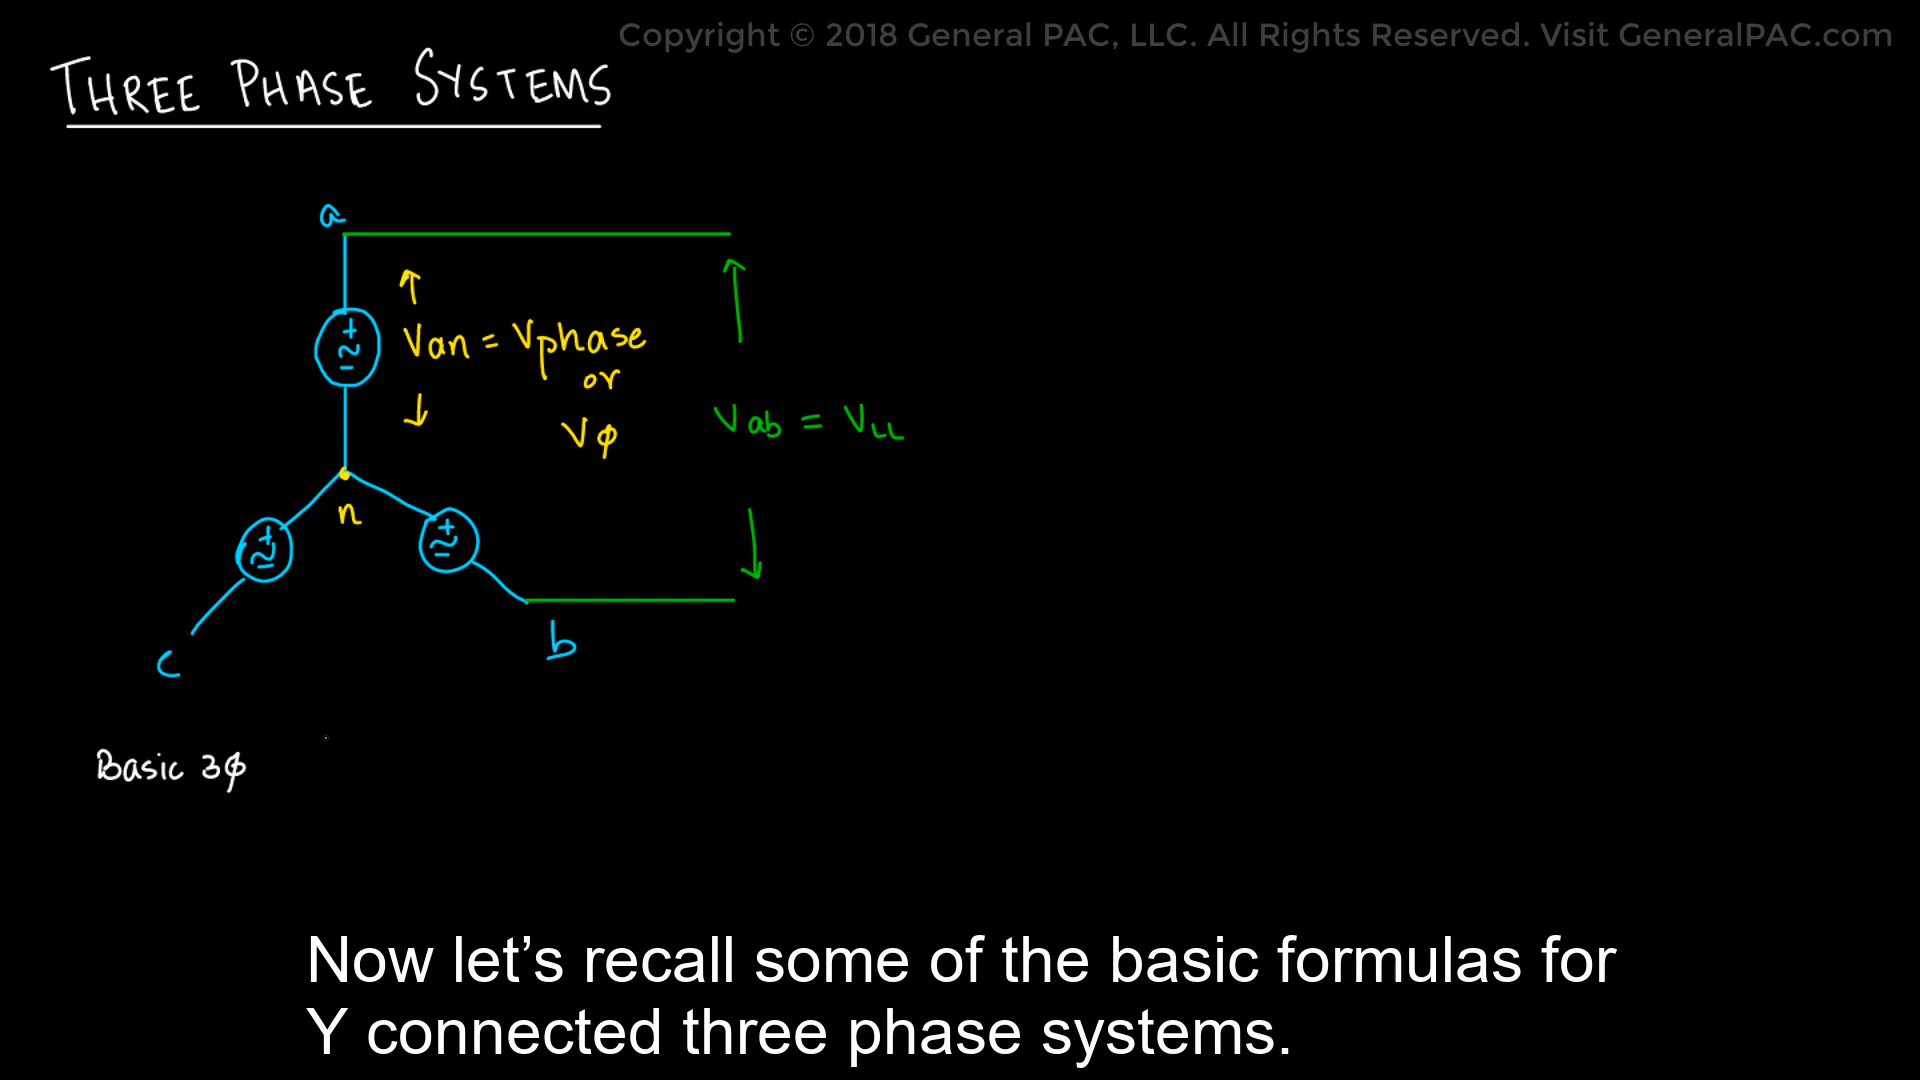 Copyright © 2018 General PAC, LLC. All Rights Reserved. Visit GeneralPAC.com
THREE PHASE SYSTEMS
a
+
~
-
Van = Vphase
or
Vφ
Vab = VLL
n
+
~
-
+
~
-
c
b
Basic 3φ
Now let’s recall some of the basic formulas for
Y connected three phase systems.